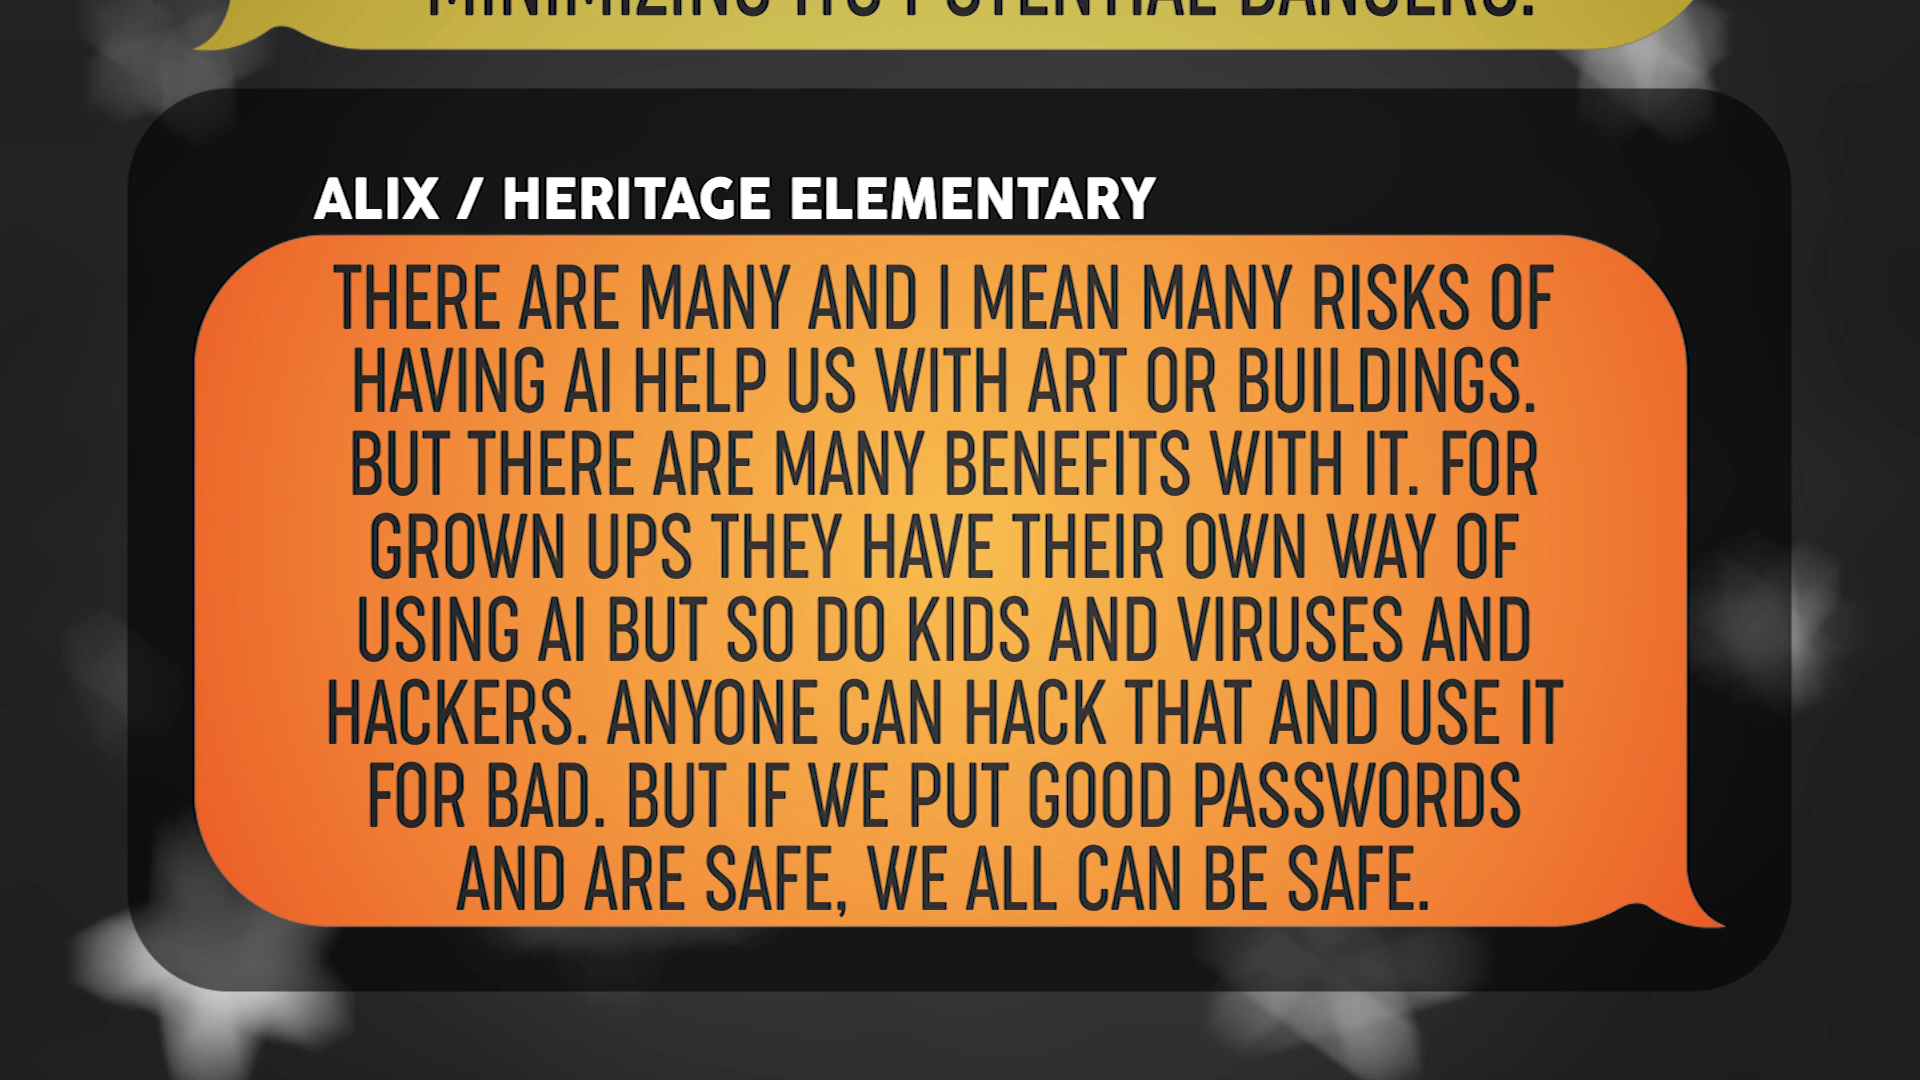 MINIMIZING ITS POTENTIAL DANGERS.
ALIX / HERITAGE ELEMENTARY
THERE ARE MANY AND I MEAN MANY RISKS OF
HAVING AI HELP US WITH ART OR BUILDINGS.
BUT THERE ARE MANY BENEFITS WITH IT. FOR
GROWN UPS THEY HAVE THEIR OWN WAY OF
USING AI BUT SO DO KIDS AND VIRUSES AND
HACKERS. ANYONE CAN HACK THAT AND USE IT
FOR BAD. BUT IF WE PUT GOOD PASSWORDS
AND ARE SAFE, WE ALL CAN BE SAFE.